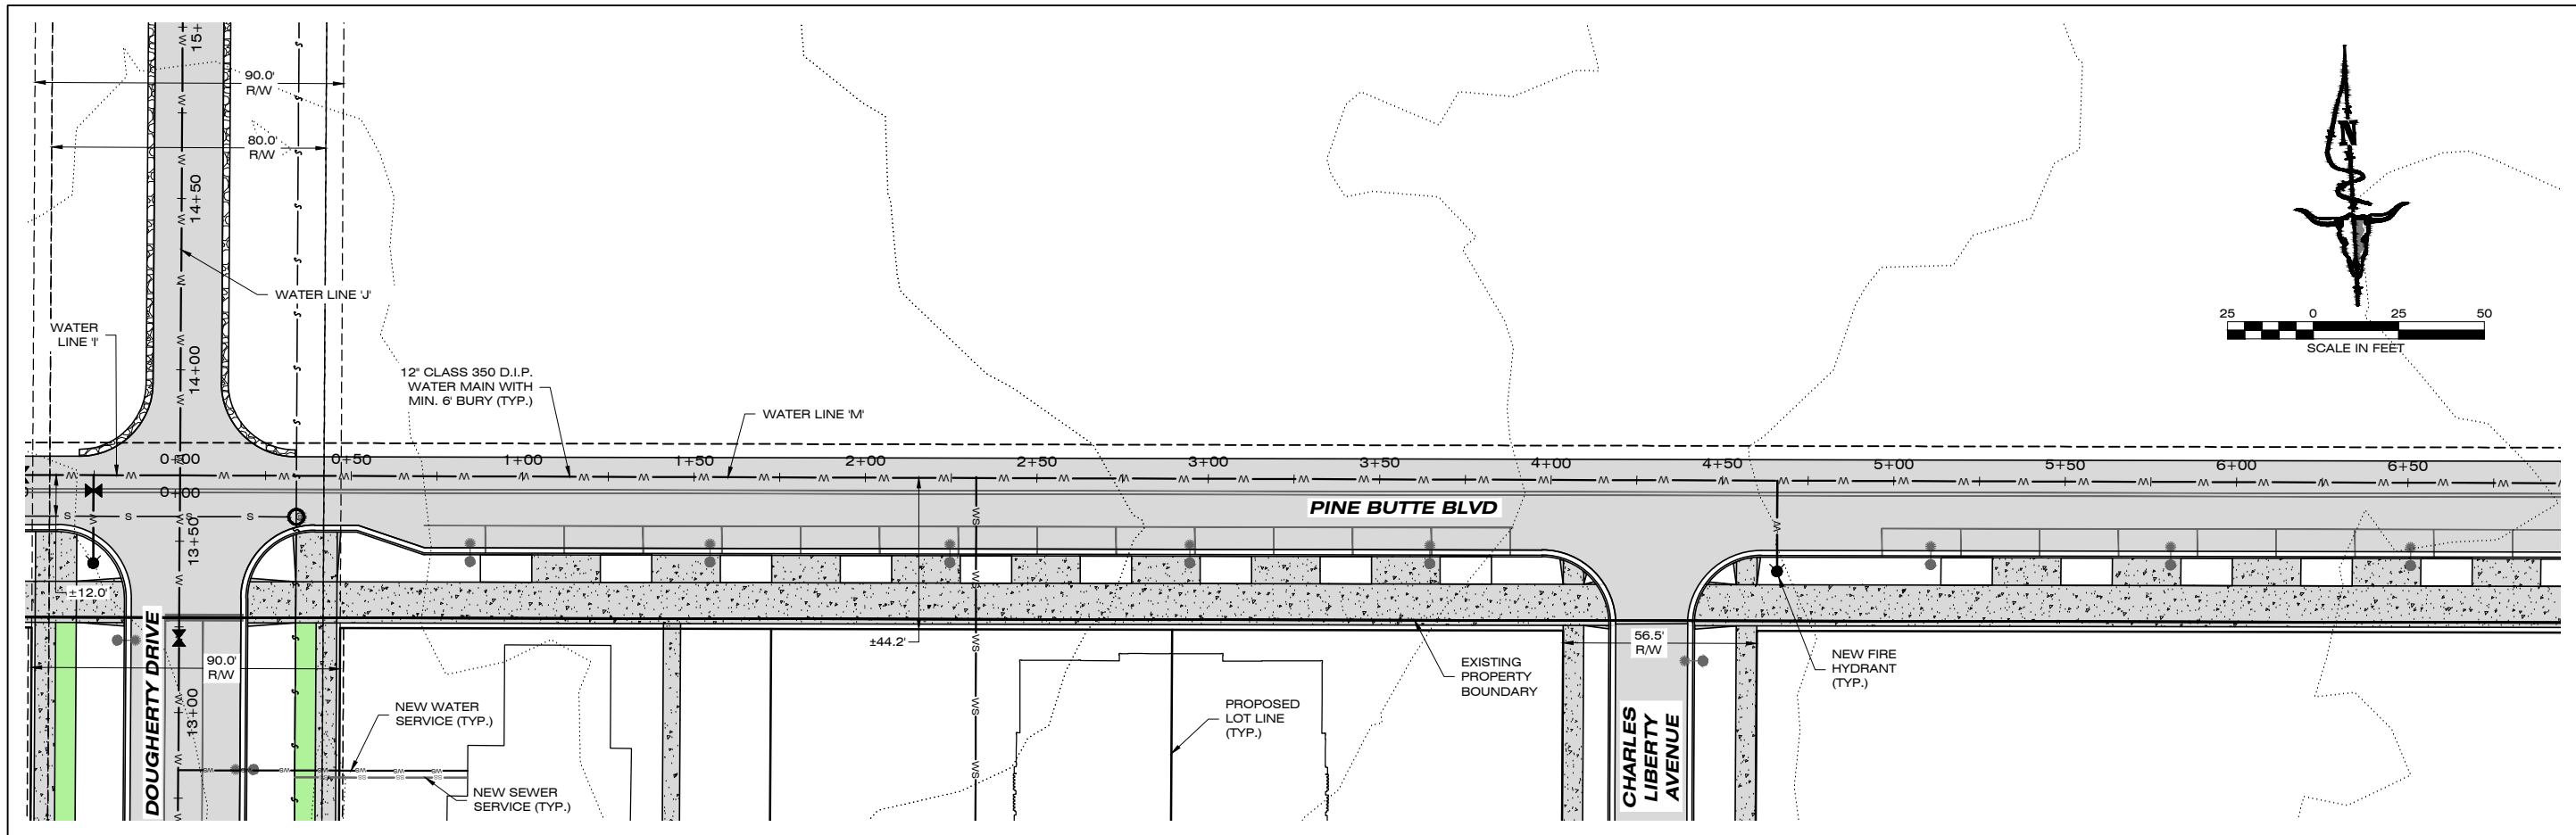 15+
90.0'
R/W
80.0'
R/W
14+50
WATER LINE 'J'
WATER
LINE 'I'
14+00
12" CLASS 350 D.I.P.
WATER MAIN WITH
MIN. 6' BURY (TYP.)
WATER LINE 'M'
N
25 0 25 50
SCALE IN FEET
0+00 0+50 1+00 1+50 2+00 2+50 3+00 3+50 4+00 4+50 5+00 5+50 6+00 6+50
0+00
PINE BUTTE BLVD
13+50
±12.0'
±44.2'
DOUGHERTY DRIVE
90.0'
R/W
13+00
NEW WATER
SERVICE (TYP.)
NEW SEWER
SERVICE (TYP.)
PROPOSED
LOT LINE
(TYP.)
EXISTING
PROPERTY
BOUNDARY
56.5'
R/W
CHARLES
LIBERTY
AVENUE
NEW FIRE
HYDRANT
(TYP.)